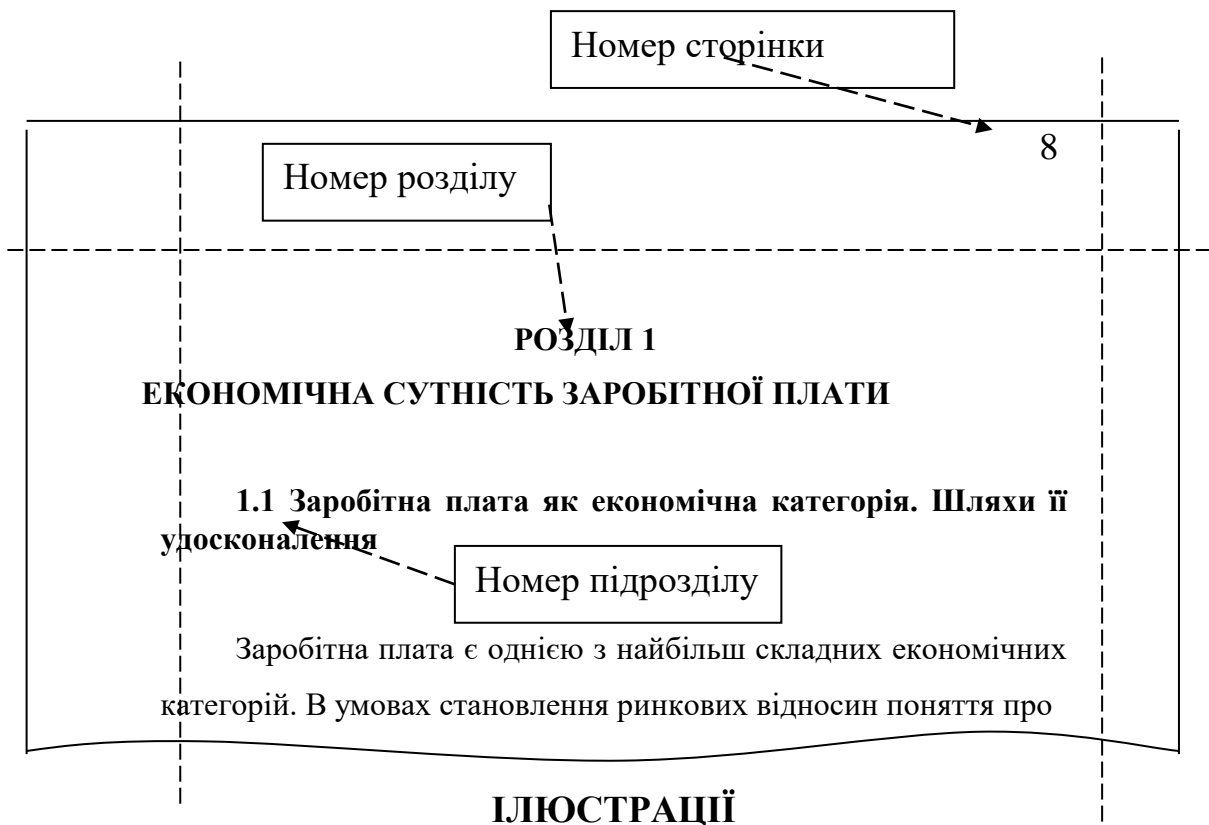 Номер сторінки
8
Номер розділу
РОЗДІЛ 1
ЕКОНОМІЧНА СУТНІСТЬ ЗАРОБІТНОЇ ПЛАТИ
1.1 Заробітна плата як економічна категорія. Шляхи її
удосконалення
Номер підрозділу
Заробітна плата є однією з найбільш складних економічних
категорій. В умовах становлення ринкових відносин поняття про
ІЛЮСТРАЦІЇ